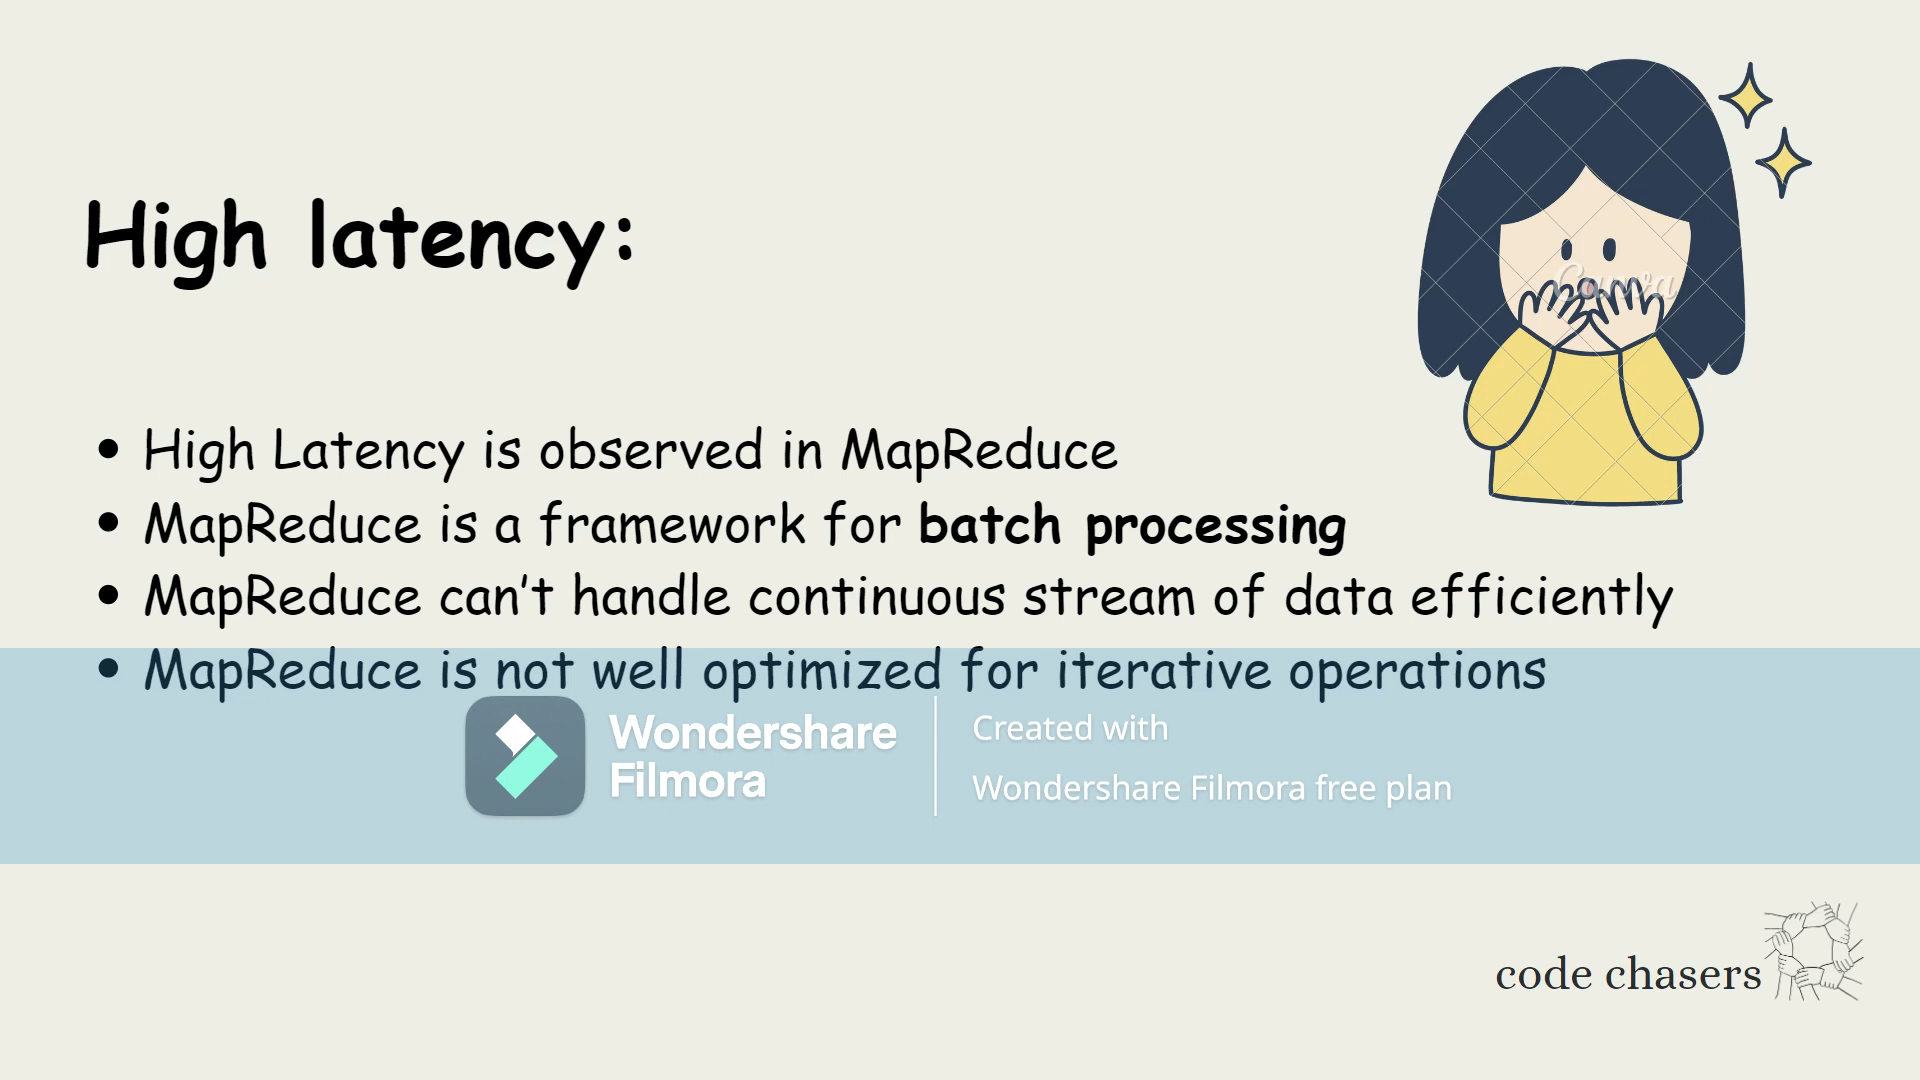 High latency:
Canva
• High Latency is observed in MapReduce
• MapReduce is a framework for batch processing
• MapReduce can't handle continuous stream of data efficiently
• MapReduce is not well optimized for iterative operations
Wondershare
Filmora
Created with
Wondershare Filmora free plan
code chasers